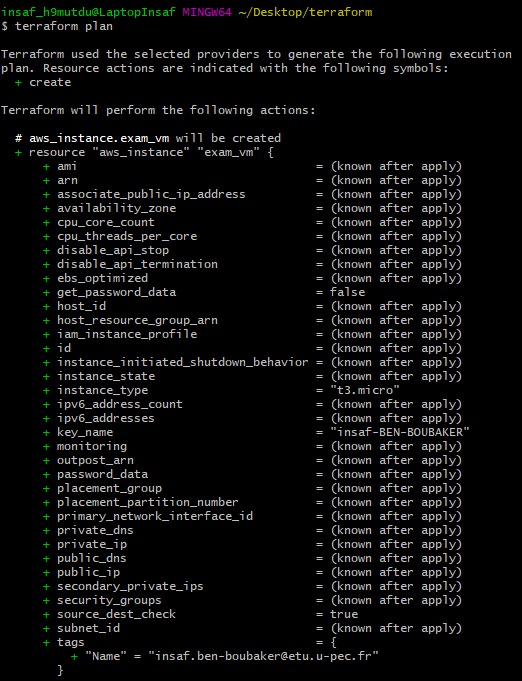 insaf_h9mutdu@LaptopInsaf MINGW64 ~/Desktop/terraform
$ terraform plan
Terraform used the selected providers to generate the following execution
plan. Resource actions are indicated with the following symbols:
+ create
Terraform will perform the following actions:
# aws_instance.exam_vm will be created
+ resource "aws_instance" "exam_vm" {
+ ami = (known after apply)
+ arn = (known after apply)
+ associate_public_ip_address = (known after apply)
+ availability_zone = (known after apply)
+ cpu_core_count = (known after apply)
+ cpu_threads_per_core = (known after apply)
+ disable_api_stop = (known after apply)
+ disable_api_termination = (known after apply)
+ ebs_optimized = (known after apply)
+ get_password_data = false
+ host_id = (known after apply)
+ host_resource_group_arn = (known after apply)
+ iam_instance_profile = (known after apply)
+ id = (known after apply)
+ instance_initiated_shutdown_behavior = (known after apply)
+ instance_state = (known after apply)
+ instance_type = "t3.micro"
+ ipv6_address_count = (known after apply)
+ ipv6_addresses = (known after apply)
+ key_name = "insaf-BEN-BOUBAKER"
+ monitoring = (known after apply)
+ outpost_arn = (known after apply)
+ password_data = (known after apply)
+ placement_group = (known after apply)
+ placement_partition_number = (known after apply)
+ primary_network_interface_id = (known after apply)
+ private_dns = (known after apply)
+ private_ip = (known after apply)
+ public_dns = (known after apply)
+ public_ip = (known after apply)
+ secondary_private_ips = (known after apply)
+ security_groups = (known after apply)
+ source_dest_check = true
+ subnet_id = (known after apply)
+ tags = {
+ "Name" = "insaf.ben-boubaker@etu.u-pec.fr"
}